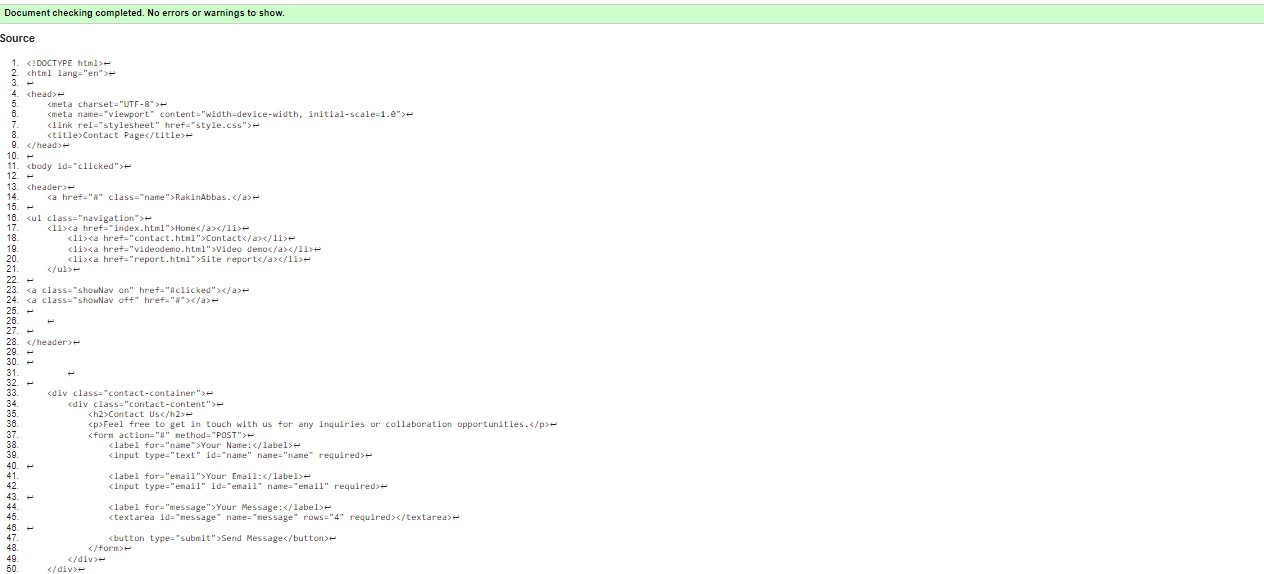 Document checking completed. No errors or warnings to show.
Source
1. <!DOCTYPE html>↩
2. <html lang="en">↩
3. ↩
4. <head>↩
5.     <meta charset="UTF-8">↩
6.     <meta name="viewport" content="width=device-width, initial-scale=1.0">↩
7.     <link rel="stylesheet" href="style.css">↩
8.     <title>Contact Page</title>↩
9. </head>↩
10. ↩
11. <body id="clicked">↩
12. ↩
13. <header>↩
14.     <a href="#" class="name">RakinAbbas.</a>↩
15. ↩
16. <ul class="navigation">↩
17.     <li><a href="index.html">Home</a></li>↩
18.         <li><a href="contact.html">Contact</a></li>↩
19.         <li><a href="videodemo.html">Video demo</a></li>↩
20.         <li><a href="report.html">Site report</a></li>↩
21.     </ul>↩
22. ↩
23. <a class="showNav on" href="#clicked"></a>↩
24. <a class="showNav off" href="#"></a>↩
25. ↩
26.     ↩
27. ↩
28. </header>↩
29. ↩
30. ↩
31.         ↩
32. ↩
33.     <div class="contact-container">↩
34.         <div class="contact-content">↩
35.             <h2>Contact Us</h2>↩
36.             <p>Feel free to get in touch with us for any inquiries or collaboration opportunities.</p>↩
37.             <form action="#" method="POST">↩
38.                 <label for="name">Your Name:</label>↩
39.                 <input type="text" id="name" name="name" required>↩
40. ↩
41.                 <label for="email">Your Email:</label>↩
42.                 <input type="email" id="email" name="email" required>↩
43. ↩
44.                 <label for="message">Your Message:</label>↩
45.                 <textarea id="message" name="message" rows="4" required></textarea>↩
46. ↩
47.                 <button type="submit">Send Message</button>↩
48.             </form>↩
49.         </div>↩
50.     </div>↩